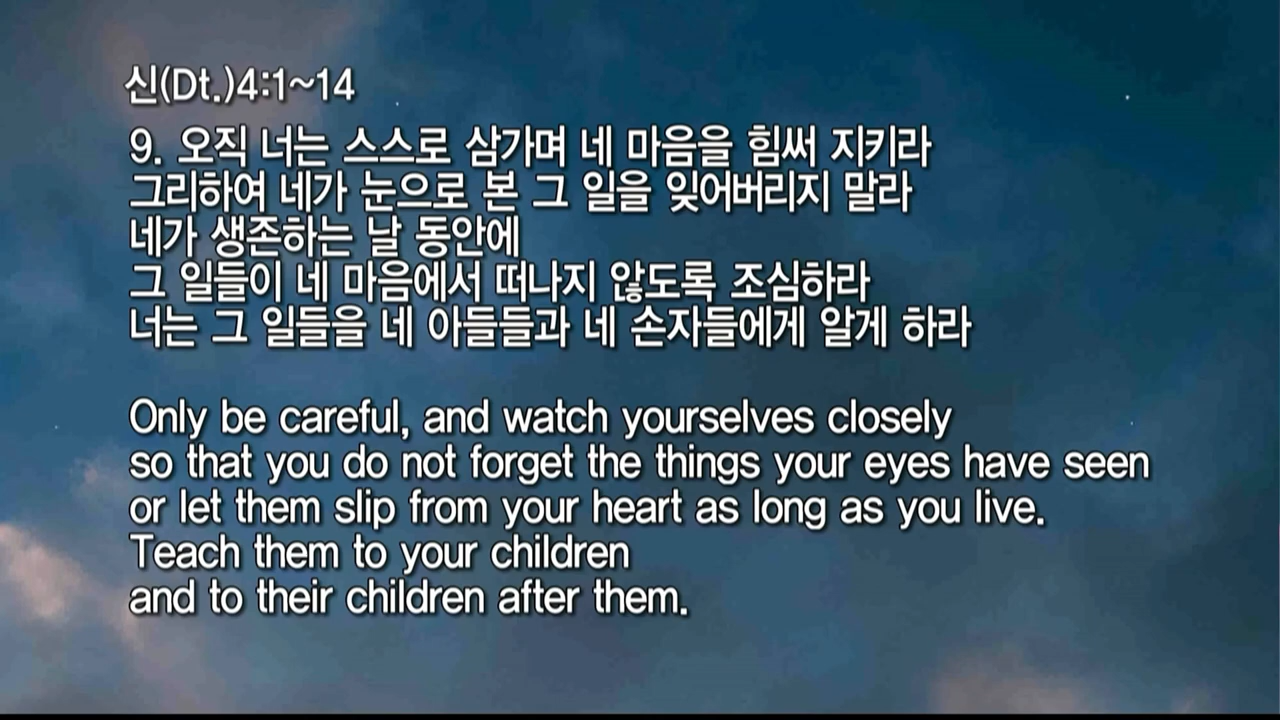 신(Dt.)4:1~14
9. 오직 너는 스스로 삼가며 네 마음을 힘써 지키라
그리하여 네가 눈으로 본 그 일을 잊어버리지 말라
네가 생존하는 날 동안에
그 일들이 네 마음에서 떠나지 않도록 조심하라
너는 그 일들을 네 아들들과 네 손자들에게 알게 하라
Only be careful, and watch yourselves closely
so that you do not forget the things your eyes have seen
or let them slip from your heart as long as you live.
Teach them to your children
and to their children after them.